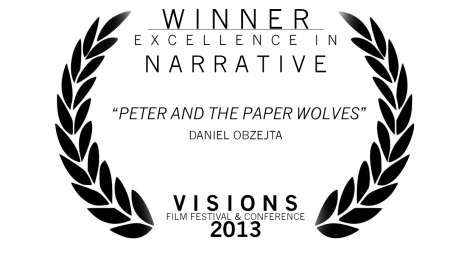 WINNER
EXCELLENCE IN
NARRATIVE
“PETER AND THE PAPER WOLVES”
DANIEL OBZEJTA
VISIONS
FILM FESTIVAL & CONFERENCE
2013